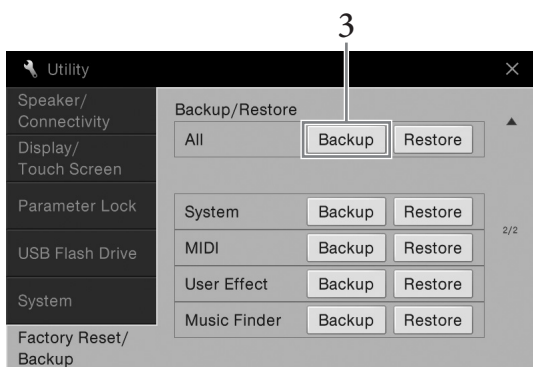 3
Utility
Speaker/
Connectivity
Display/
Touch Screen
Parameter Lock
USB Flash Drive
System
Factory Reset/
Backup
Backup/Restore
All Backup Restore
System Backup Restore
MIDI Backup Restore
User Effect Backup Restore
Music Finder Backup Restore
2/2